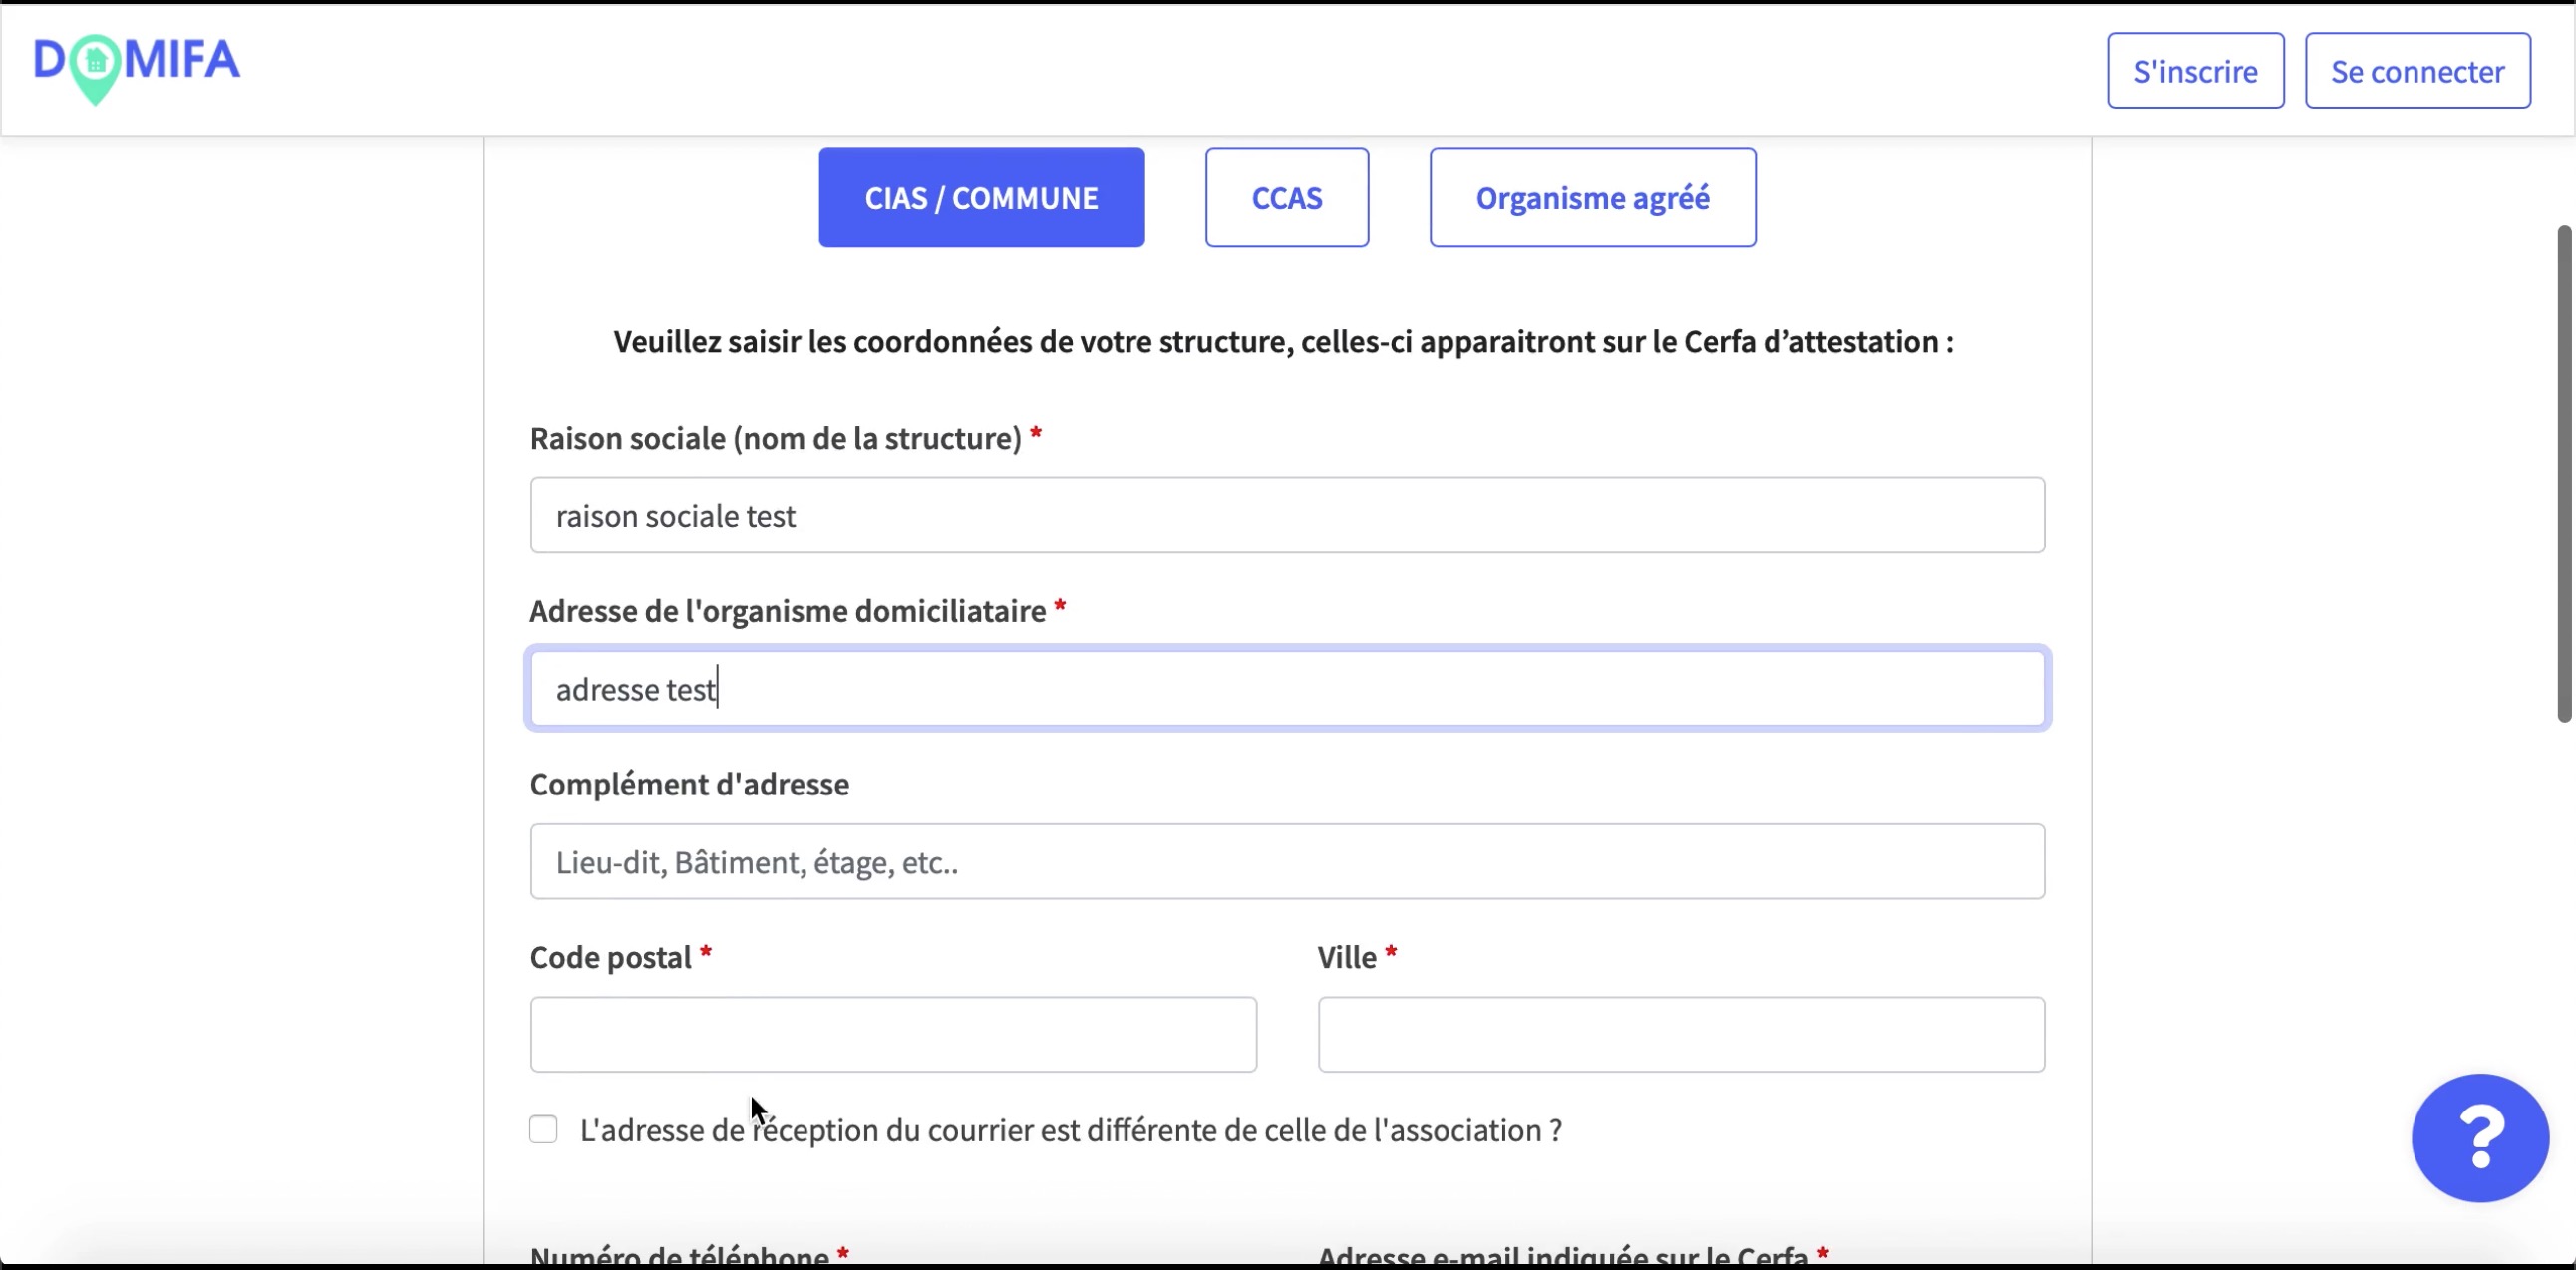 DOMIFA
S'inscrire
Se connecter
CIAS / COMMUNE
CCAS
Organisme agréé
Veuillez saisir les coordonnées de votre structure, celles-ci apparaitront sur le Cerfa d’attestation :
Raison sociale (nom de la structure) *
raison sociale test
Adresse de l'organisme domiciliataire *
adresse test
Complément d'adresse
Lieu-dit, Bâtiment, étage, etc..
Code postal *
Ville *
L'adresse de réception du courrier est différente de celle de l'association ?
?
Numéro de téléphone *
Adresse e-mail indiquée sur le Cerfa *